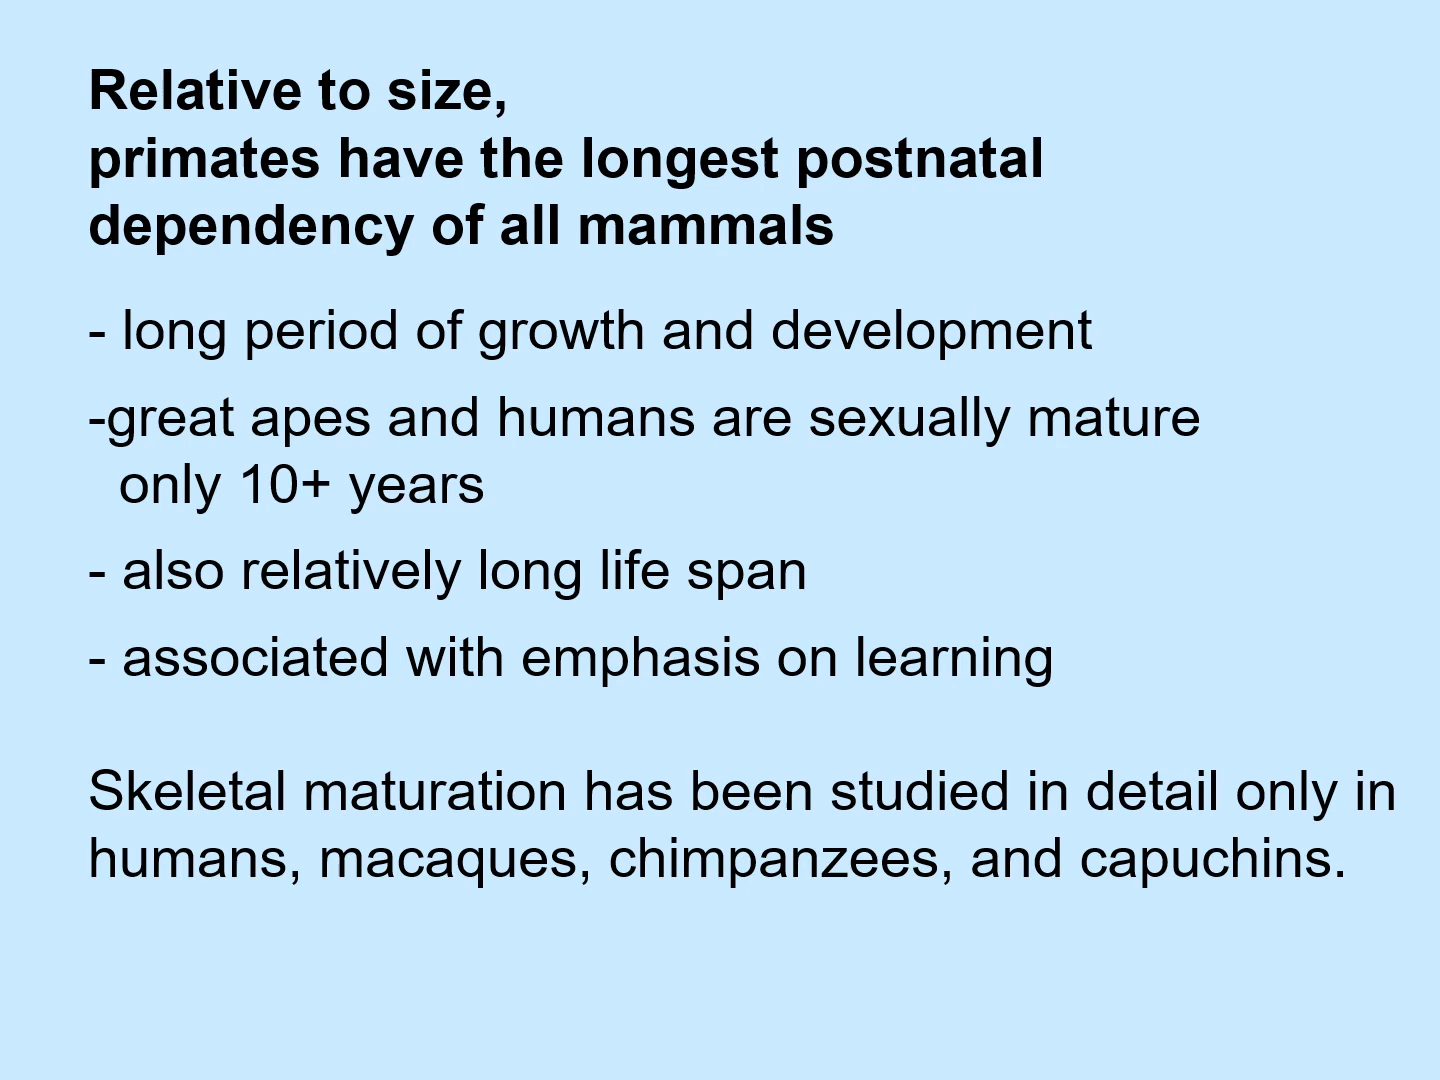 Relative to size,
primates have the longest postnatal
dependency of all mammals
- long period of growth and development
-great apes and humans are sexually mature
only 10+ years
- also relatively long life span
- associated with emphasis on learning
Skeletal maturation has been studied in detail only in
humans, macaques, chimpanzees, and capuchins.